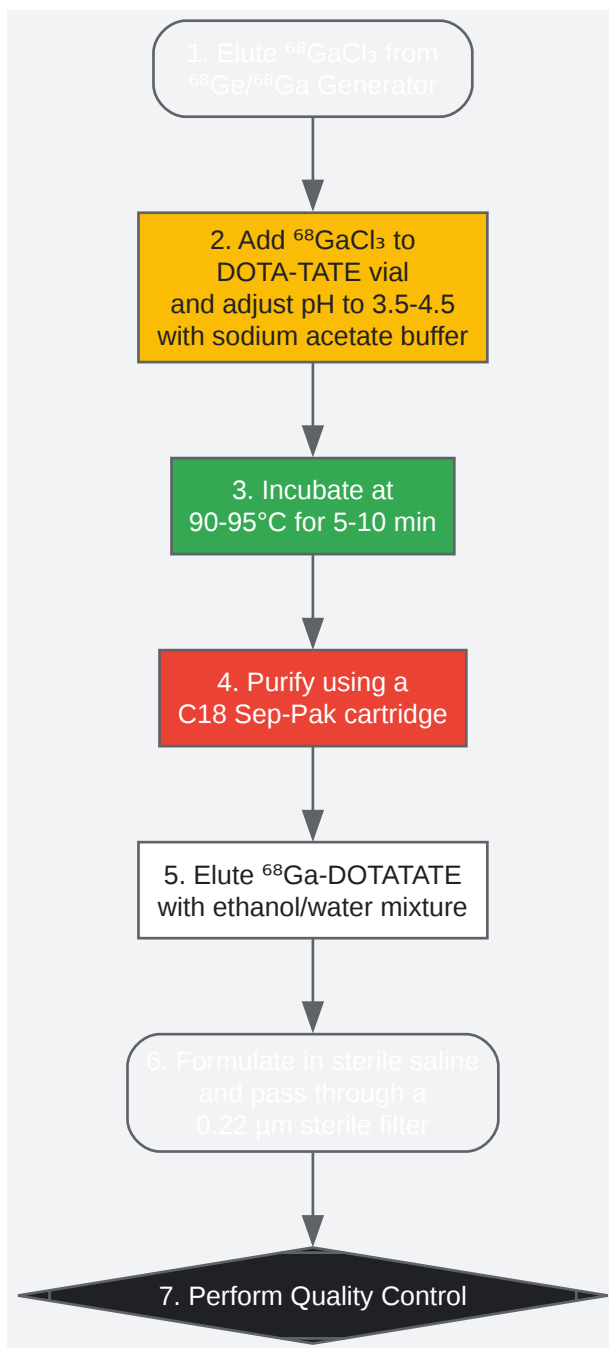 1. Elute ⁶⁸GaCl₃ from
⁶⁸Ge/⁶⁸Ga Generator
2. Add ⁶⁸GaCl₃ to
DOTA-TATE vial
and adjust pH to 3.5-4.5
with sodium acetate buffer
3. Incubate at
90-95°C for 5-10 min
4. Purify using a
C18 Sep-Pak cartridge
5. Elute ⁶⁸Ga-DOTATATE
with ethanol/water mixture
6. Formulate in sterile saline
and pass through a
0.22 µm sterile filter
7. Perform Quality Control